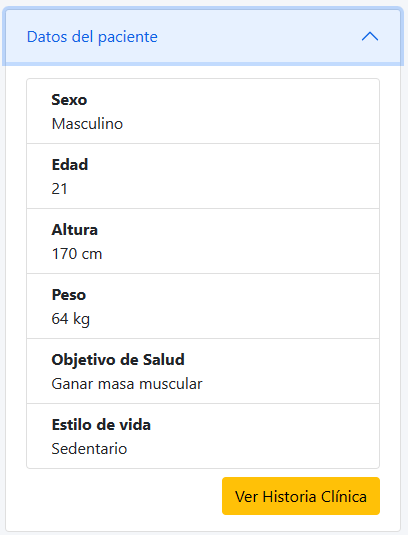 Datos del paciente
Sexo
Masculino
Edad
21
Altura
170 cm
Peso
64 kg
Objetivo de Salud
Ganar masa muscular
Estilo de vida
Sedentario
Ver Historia Clínica